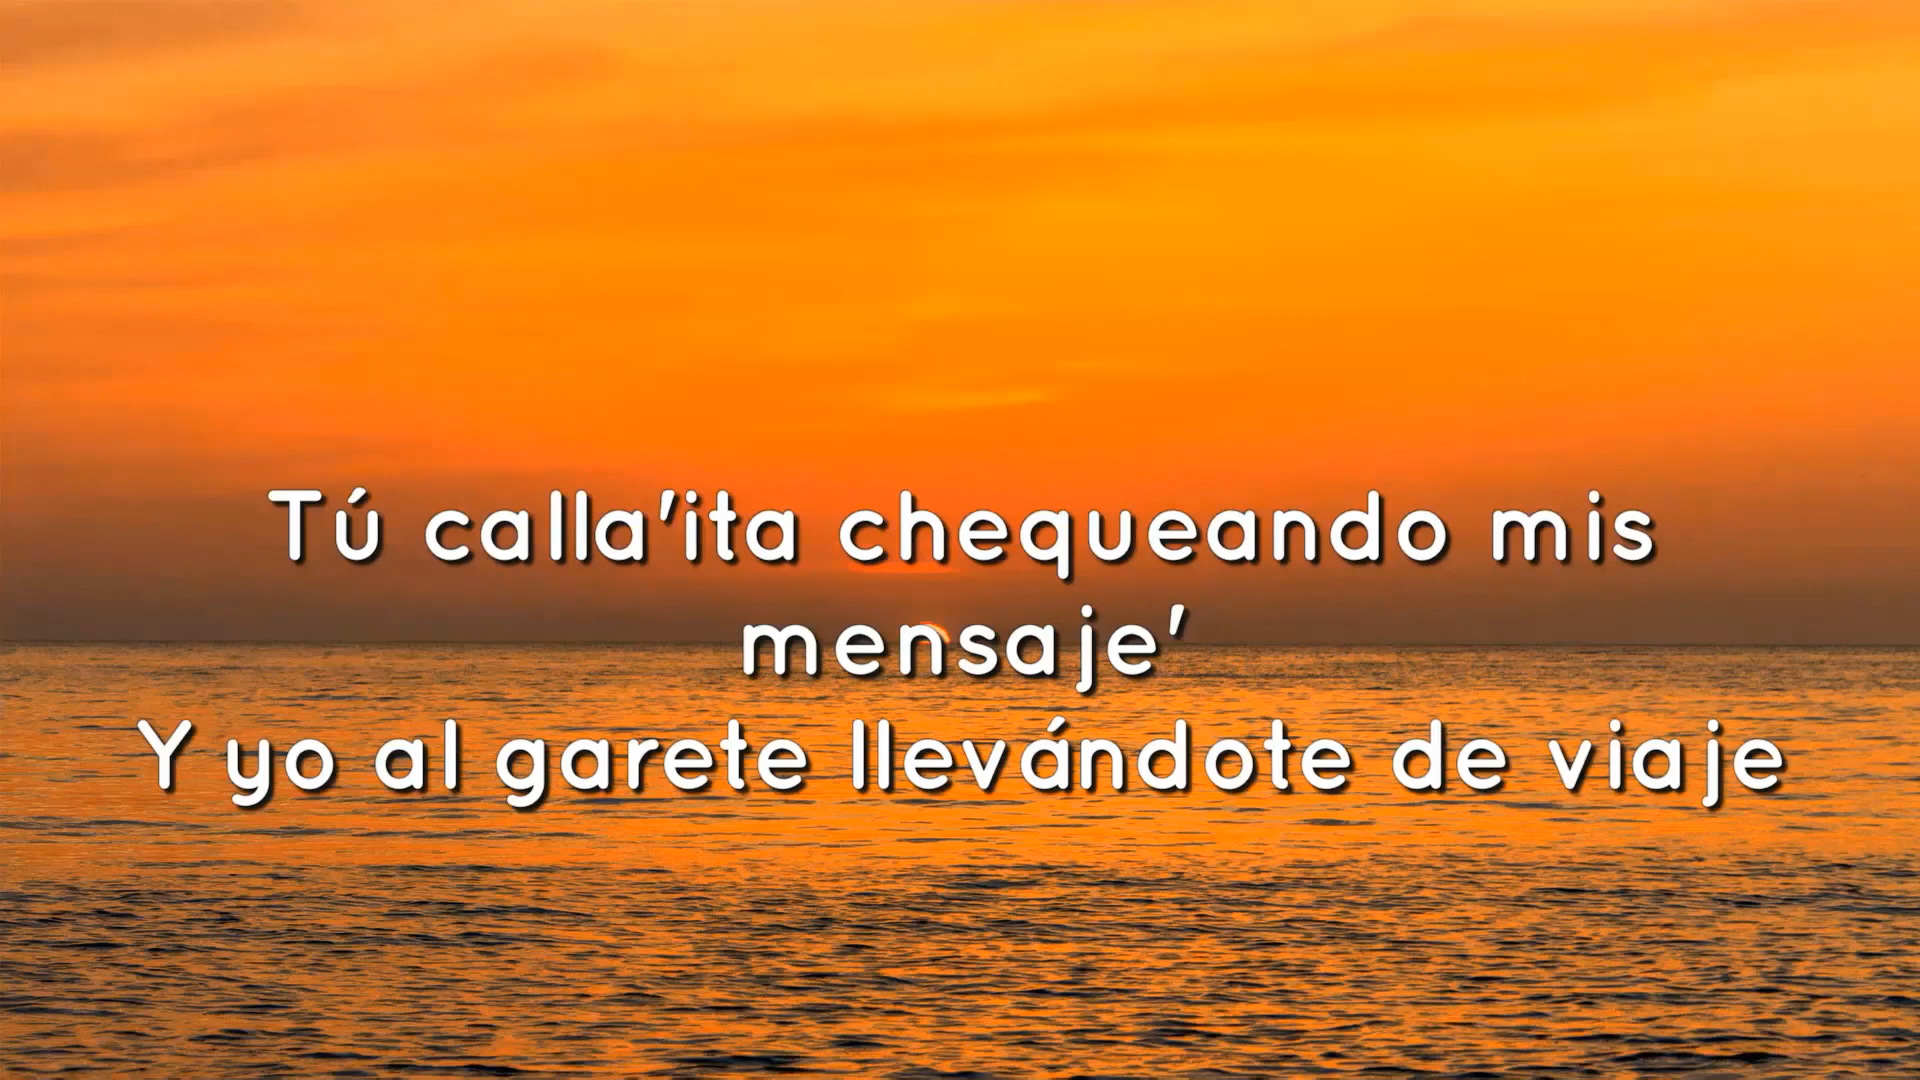 Tú calla'ita chequeando mis
mensaje'
Y yo al garete llevándote de viaje